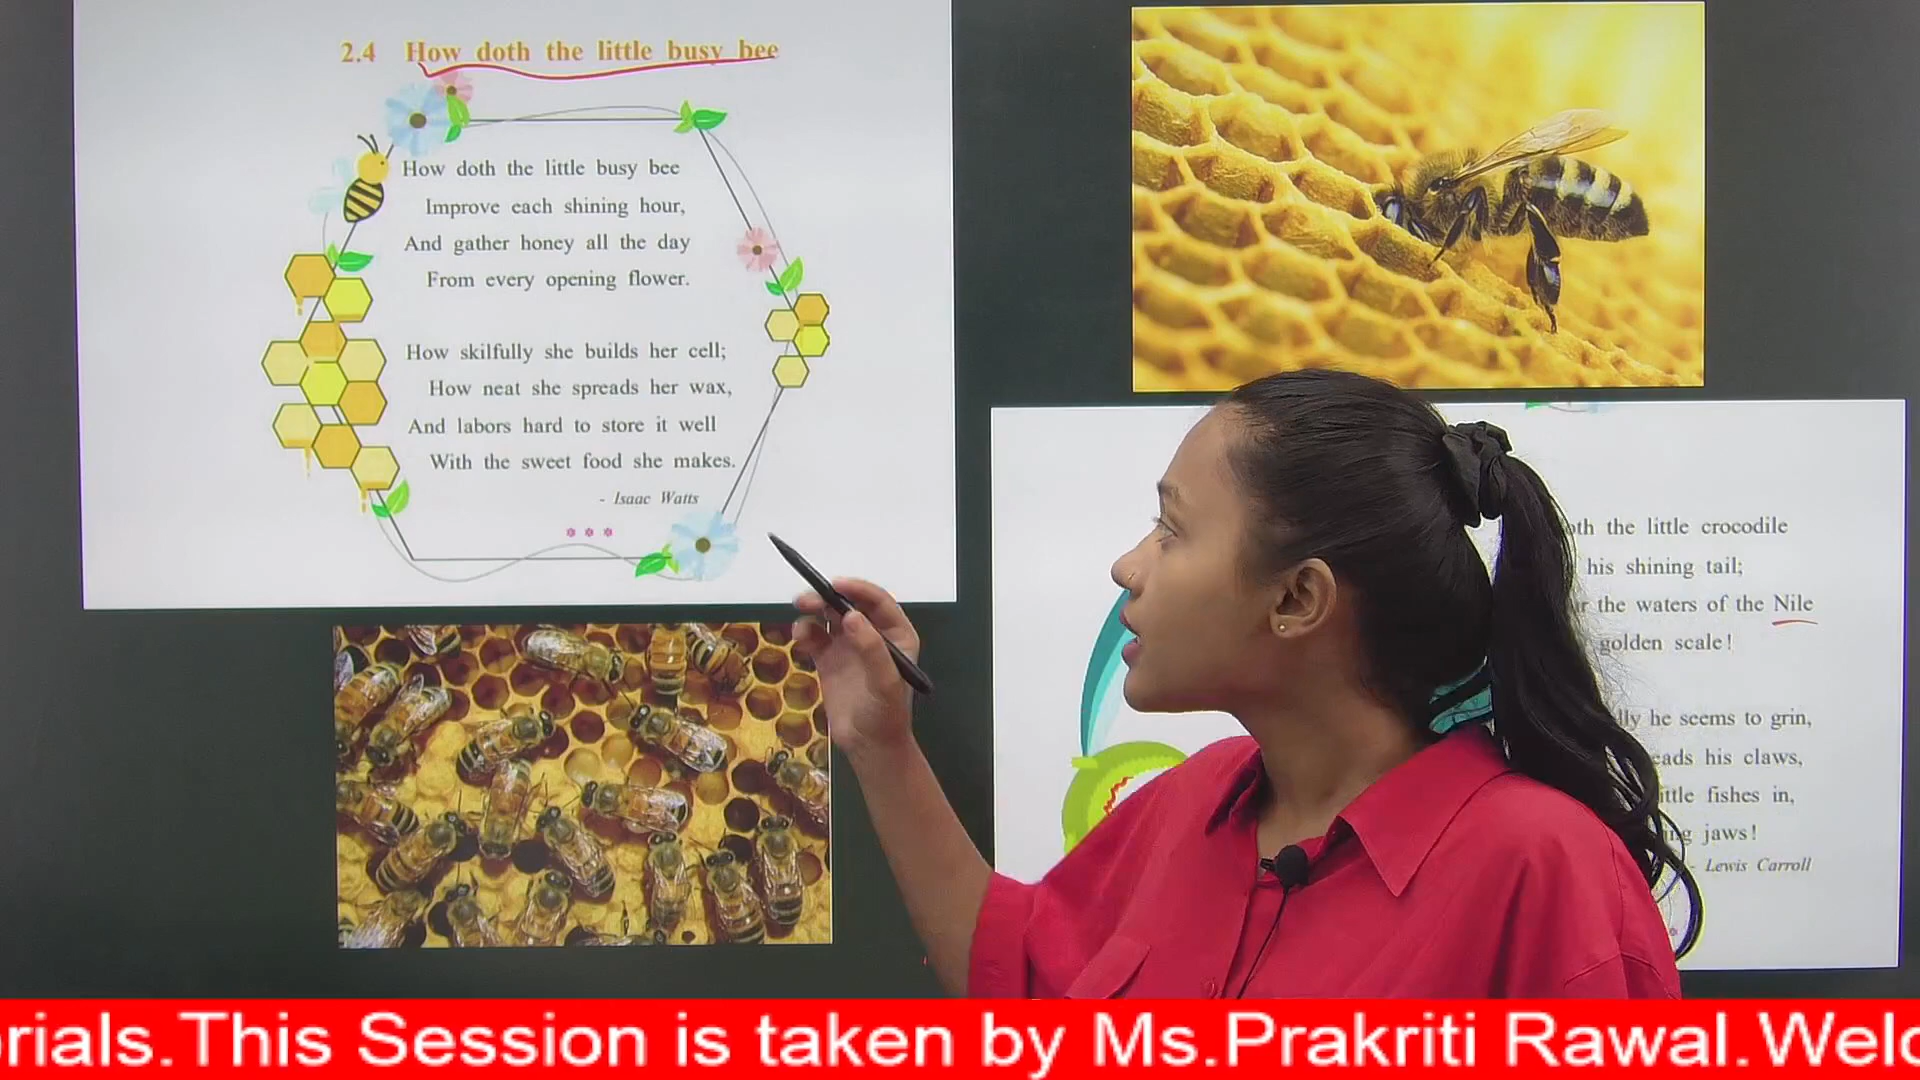 2.4 How doth the little busy bee
How doth the little busy bee
Improve each shining hour,
And gather honey all the day
From every opening flower.
How skilfully she builds her cell;
How neat she spreads her wax,
And labors hard to store it well
With the sweet food she makes.
- Isaac Watts
the little crocodile
his shining tail;
the waters of the Nile
golden scale!
he seems to grin,
his claws,
fishes in,
jaws!
- Lewis Carroll
This Session is taken by Ms.Prakriti Rawal.